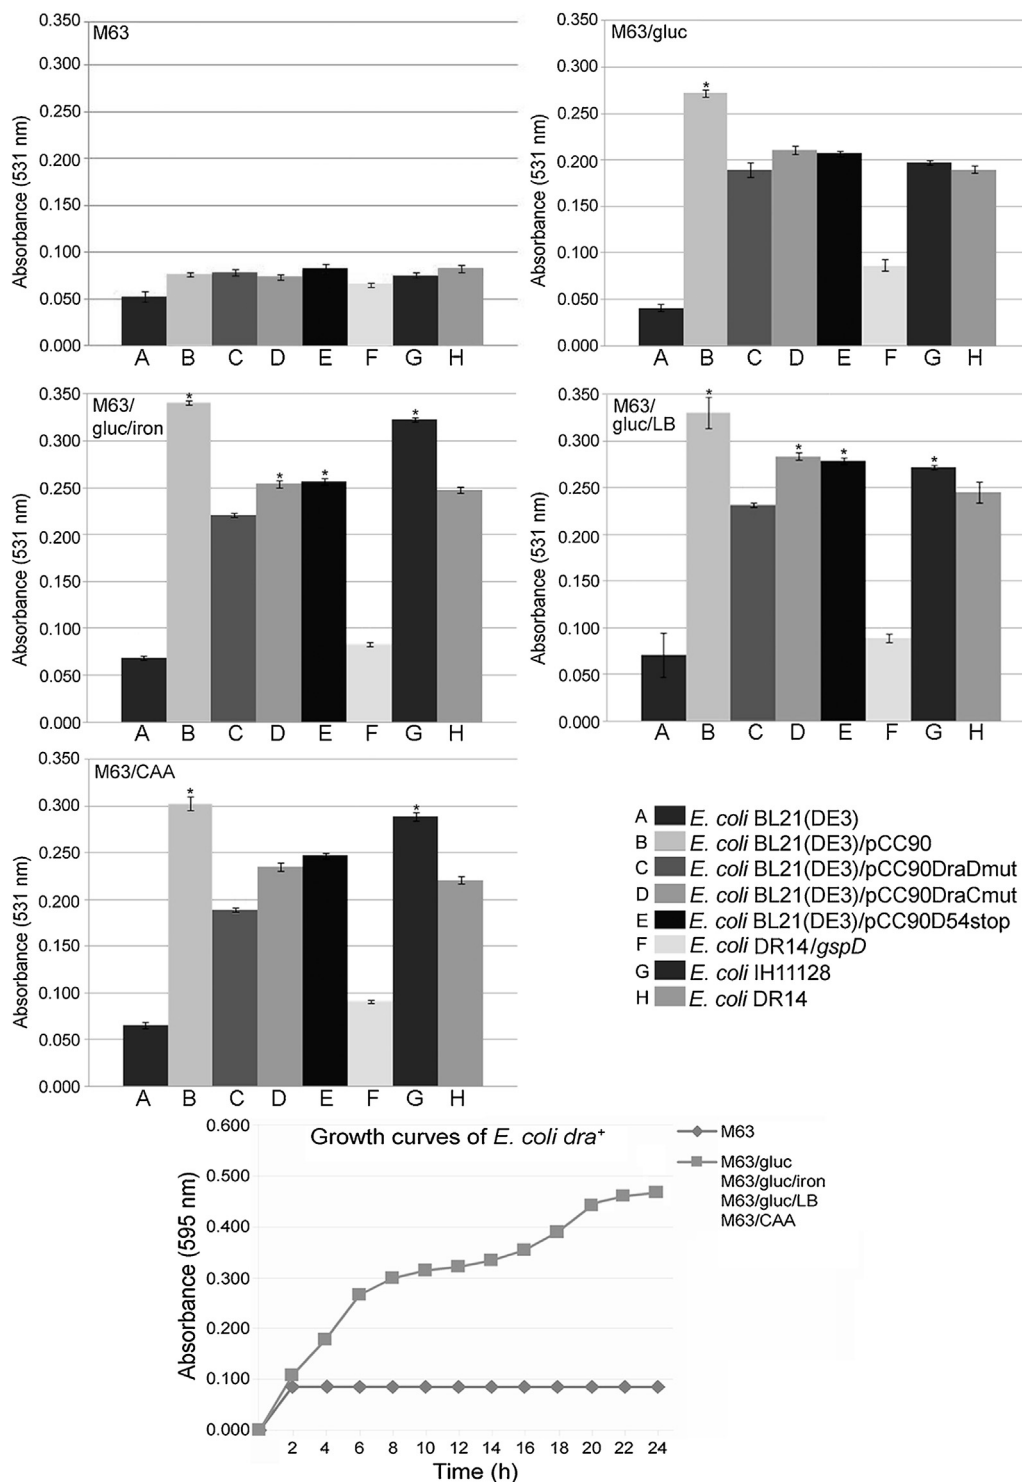 M63
Absorbance (531 nm)
0.350
0.300
0.250
0.200
0.150
0.100
0.050
0.000
A B C D E F G H
M63/gluc
Absorbance (531 nm)
0.350
0.300
0.250
0.200
0.150
0.100
0.050
0.000
*
A B C D E F G H
M63/
gluc/iron
Absorbance (531 nm)
0.350
0.300
0.250
0.200
0.150
0.100
0.050
0.000
* * * *
A B C D E F G H
M63/
gluc/LB
Absorbance (531 nm)
0.350
0.300
0.250
0.200
0.150
0.100
0.050
0.000
* * * *
A B C D E F G H
M63/CAA
Absorbance (531 nm)
0.350
0.300
0.250
0.200
0.150
0.100
0.050
0.000
* *
A B C D E F G H
A E. coli BL21(DE3)
B E. coli BL21(DE3)/pCC90
C E. coli BL21(DE3)/pCC90DraDmut
D E. coli BL21(DE3)/pCC90DraCmut
E E. coli BL21(DE3)/pCC90D54stop
F E. coli DR14/gspD
G E. coli IH11128
H E. coli DR14
Growth curves of E. coli dra+
Absorbance (595 nm)
0.600
0.500
0.400
0.300
0.200
0.100
0.000
2 4 6 8 10 12 14 16 18 20 22 24
Time (h)
M63
M63/gluc
M63/gluc/iron
M63/gluc/LB
M63/CAA